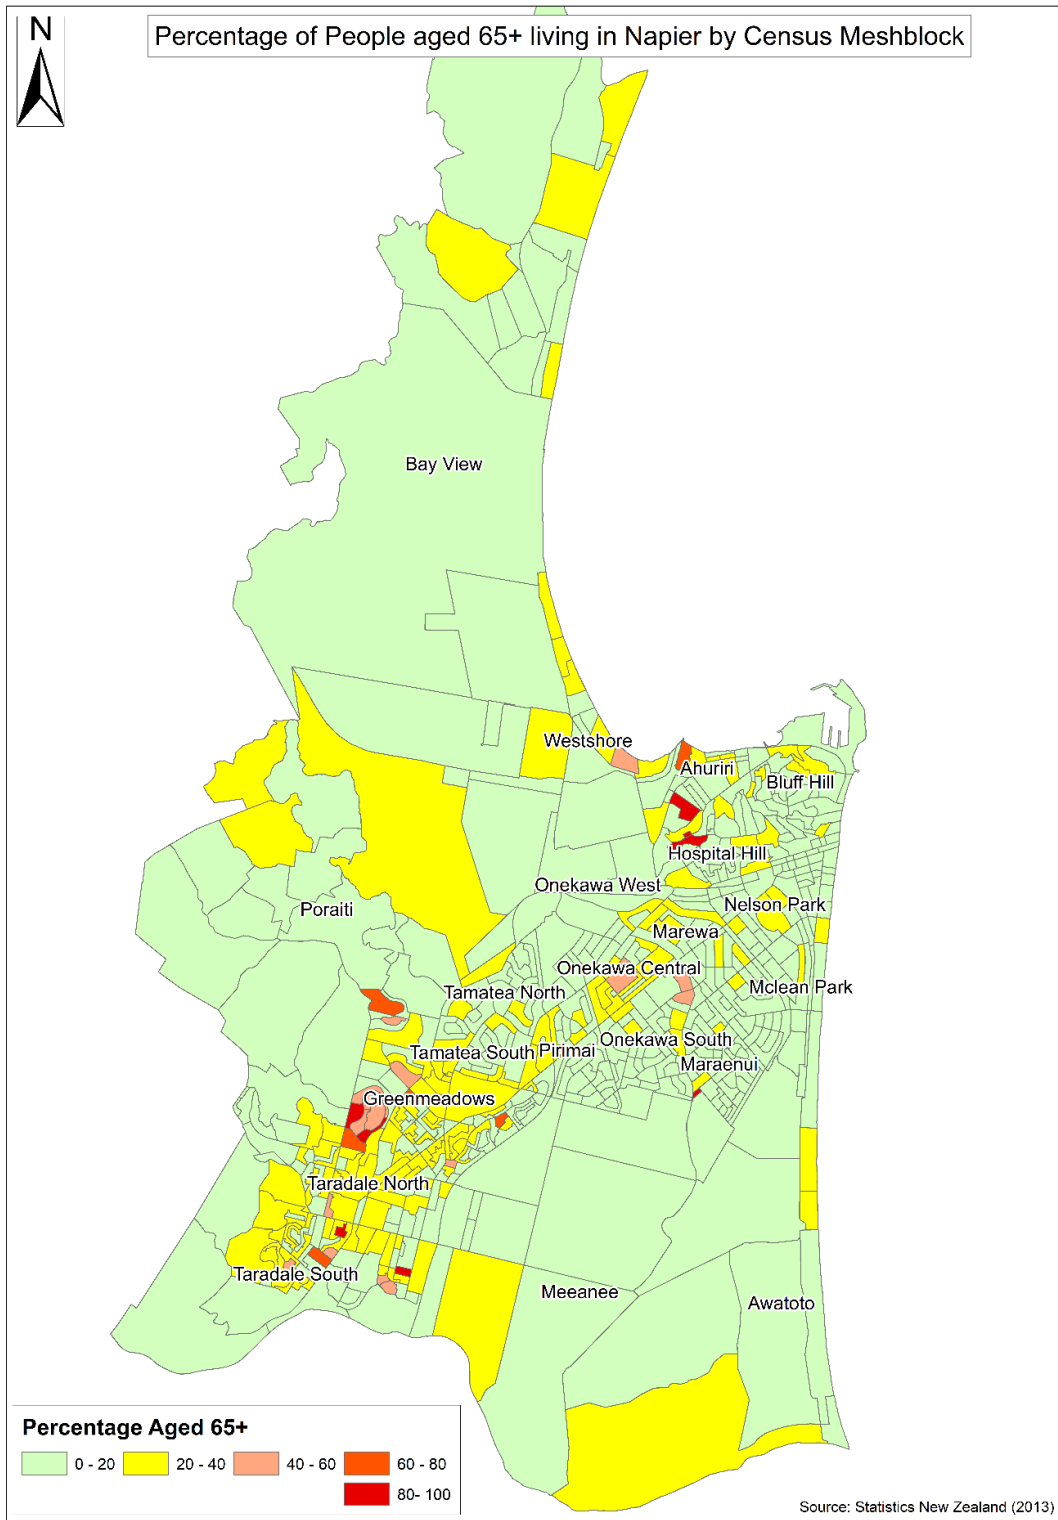 N
Percentage of People aged 65+ living in Napier by Census Meshblock
Bay View
Westshore
Ahuriri
Bluff Hill
Hospital Hill
Onekawa West
Nelson Park
Poraiti
Marewa
Onekawa Central
Mclean Park
Tamatea North
Onekawa South
Tamatea South
Pirimai
Maraenui
Greenmeadows
Taradale North
Taradale South
Meeanee
Awatoto
Percentage Aged 65+
0 - 20
20 - 40
40 - 60
60 - 80
80- 100
Source: Statistics New Zealand (2013)